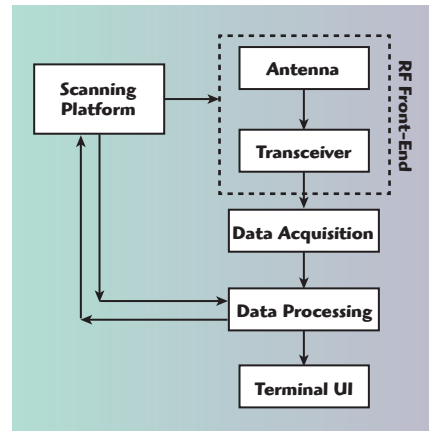 Scanning
Platform
Antenna
Transceiver
RF Front-End
Data Acquisition
Data Processing
Terminal UI